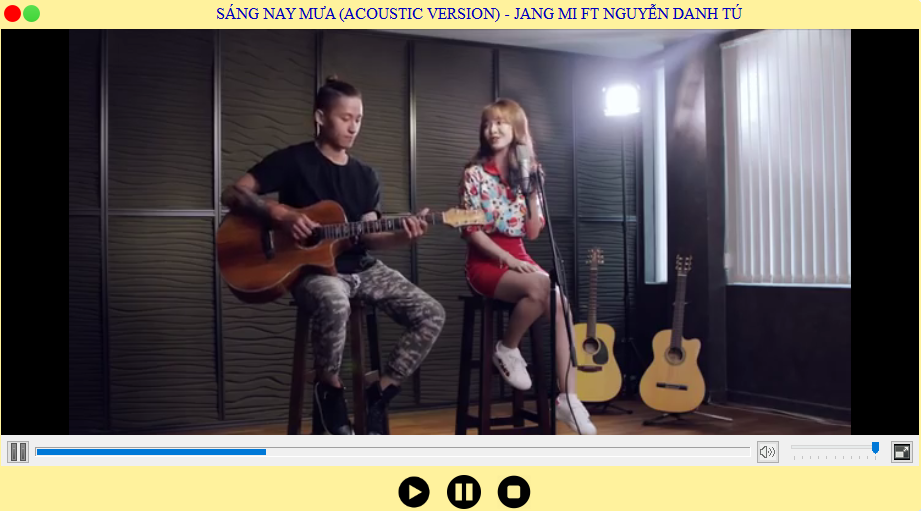 SÁNG NAY MƯA (ACOUSTIC VERSION) - JANG MI FT NGUYỄN DANH TÚ